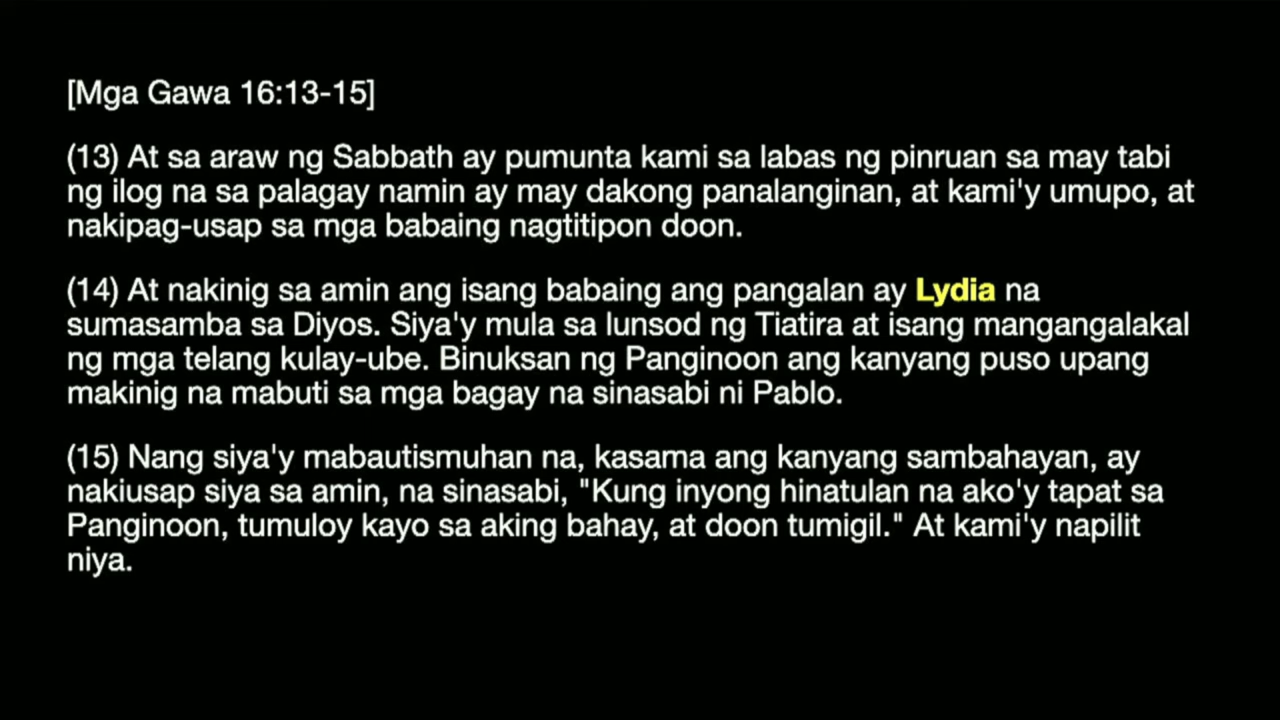 [Mga Gawa 16:13-15]
(13) At sa araw ng Sabbath ay pumunta kami sa labas ng pinruan sa may tabi
ng ilog na sa palagay namin ay may dakong panalanginan, at kami'y umupo, at
nakipag-usap sa mga babaing nagtitipon doon.
(14) At nakinig sa amin ang isang babaing ang pangalan ay Lydia na
sumasamba sa Diyos. Siya'y mula sa lunsod ng Tiatira at isang mangangalakal
ng mga telang kulay-ube. Binuksan ng Panginoon ang kanyang puso upang
makinig na mabuti sa mga bagay na sinasabi ni Pablo.
(15) Nang siya'y mabautismuhan na, kasama ang kanyang sambahayan, ay
nakiusap siya sa amin, na sinasabi, "Kung inyong hinatulan na ako'y tapat sa
Panginoon, tumuloy kayo sa aking bahay, at doon tumigil." At kami'y napilit
niya.